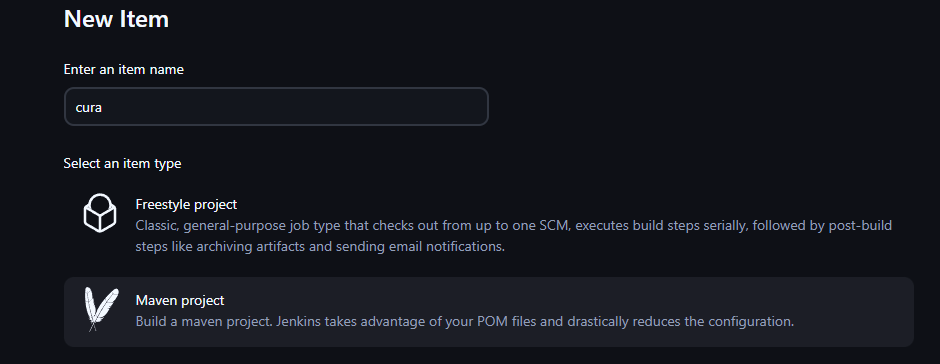 New Item
Enter an item name
cura
Select an item type
Freestyle project
Classic, general-purpose job type that checks out from up to one SCM, executes build steps serially, followed by post-build
steps like archiving artifacts and sending email notifications.
Maven project
Build a maven project. Jenkins takes advantage of your POM files and drastically reduces the configuration.